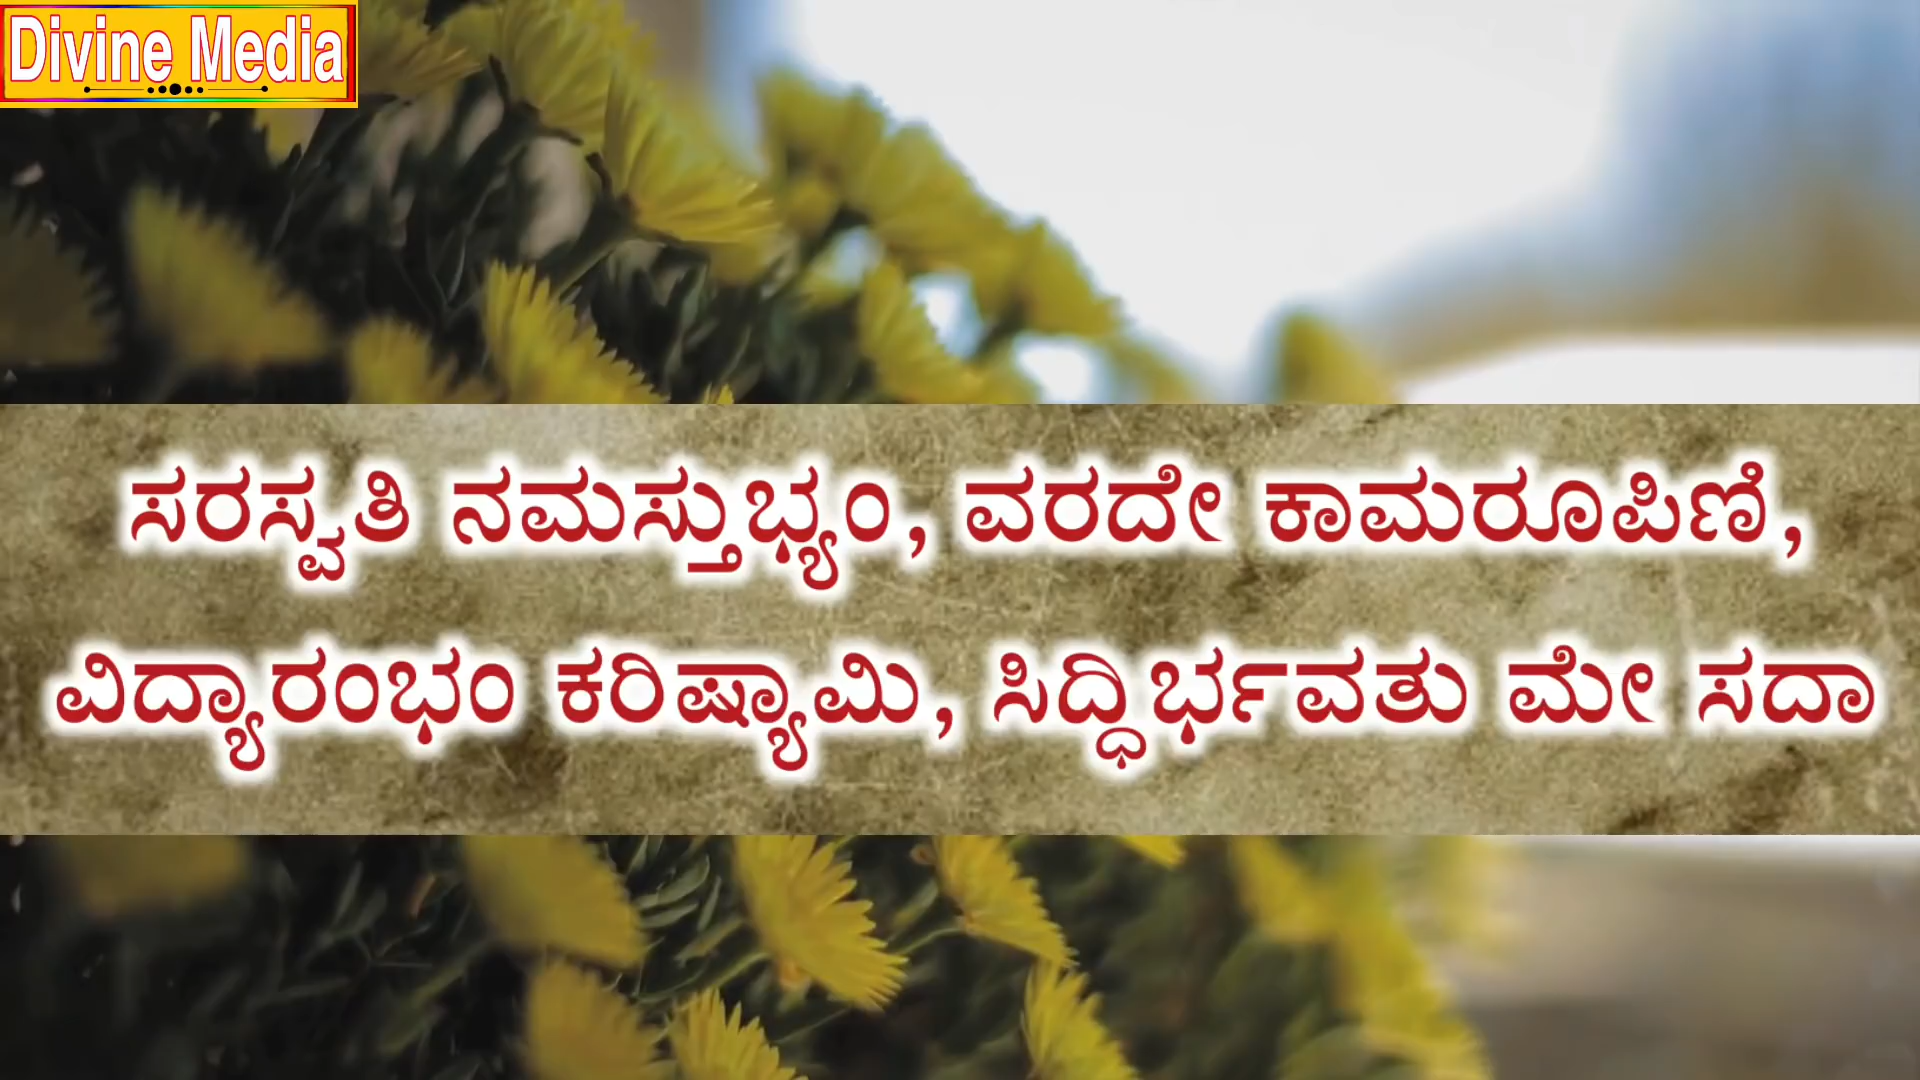 Divine Media
ಸರಸ್ವತಿ ನಮಸ್ತುಭ್ಯಂ, ವರದೇ ಕಾಮರೂಪಿಣಿ,
ವಿದ್ಯಾರಂಭಂ ಕರಿಷ್ಯಾಮಿ, ಸಿದ್ಧಿರ್ಭವತು ಮೇ ಸದಾ